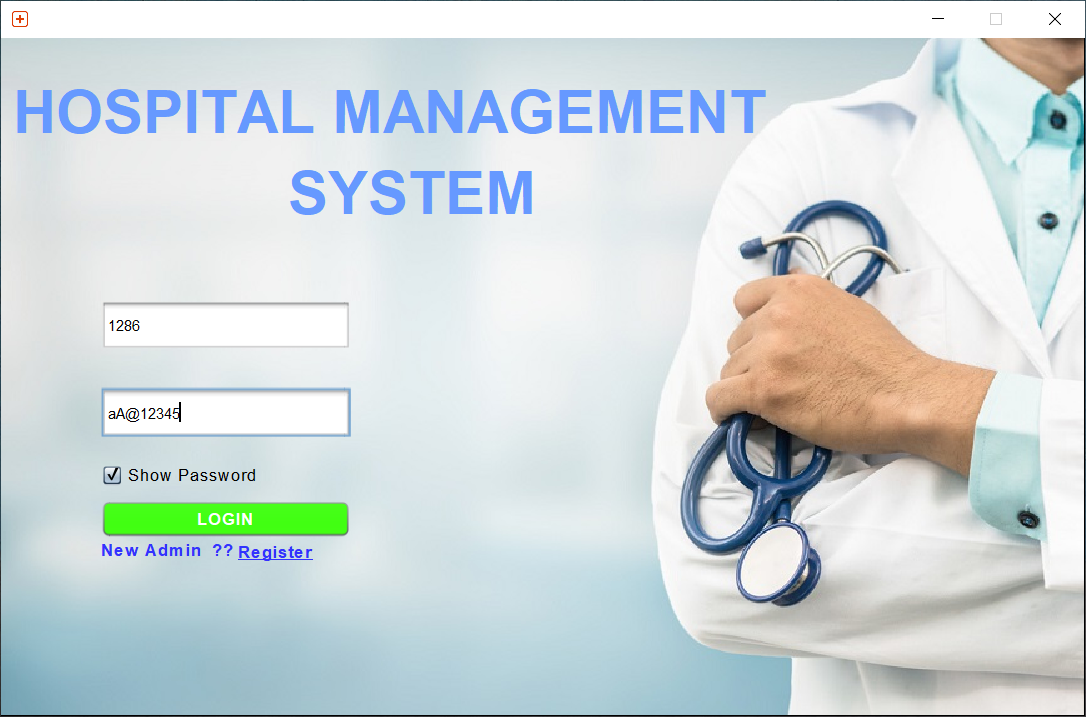 HOSPITAL MANAGEMENT
SYSTEM
1286
aA@12345
Show Password
LOGIN
New Admin ?? Register